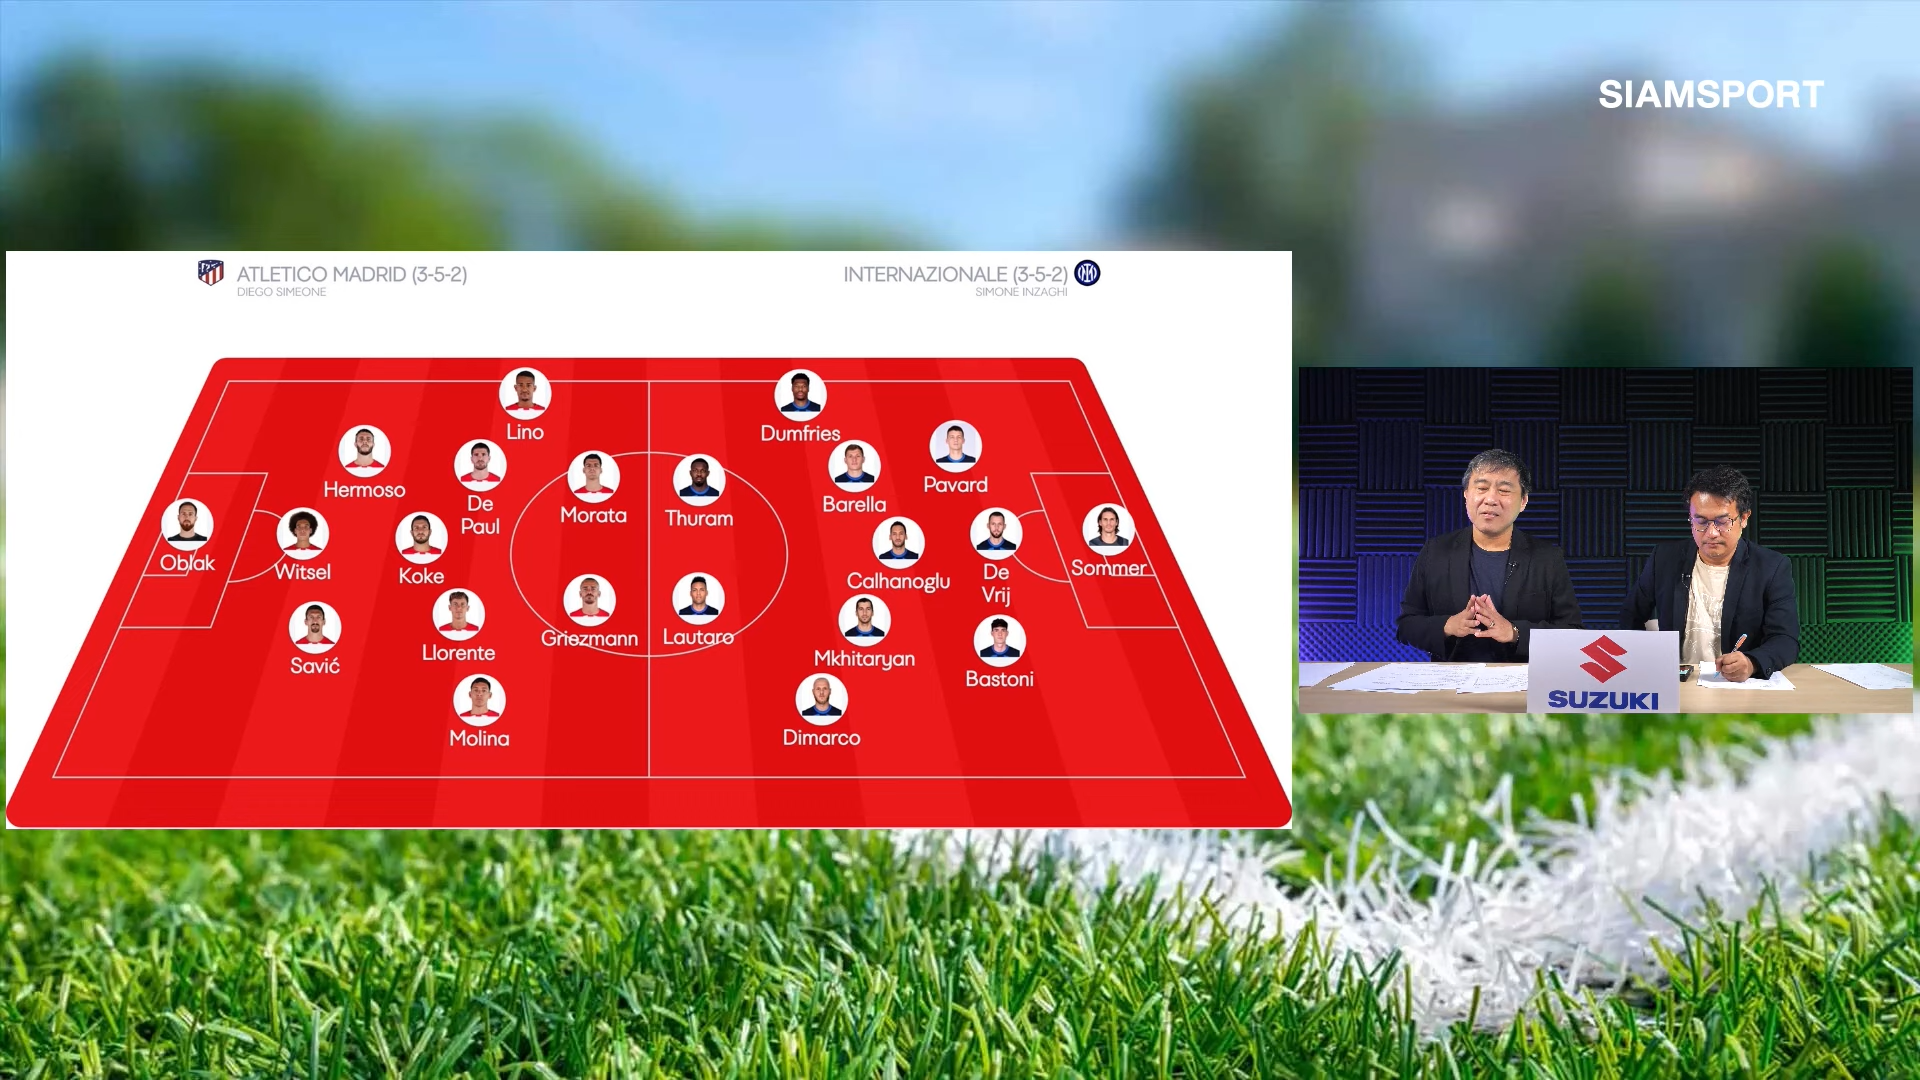 SIAMSPORT
ATLETICO MADRID (3-5-2)
DIEGO SIMEONE
INTERNAZIONALE (3-5-2)
SIMONE INZAGHI
Lino
Dumfries
Hermoso
De
Paul
Morata
Thuram
Barella
Pavard
Oblak
Witsel
Koke
Calhanoglu
De
Vrij
Sommer
Savić
Llorente
Griezmann
Lautaro
Mkhitaryan
Bastoni
Molina
Dimarco
SUZUKI